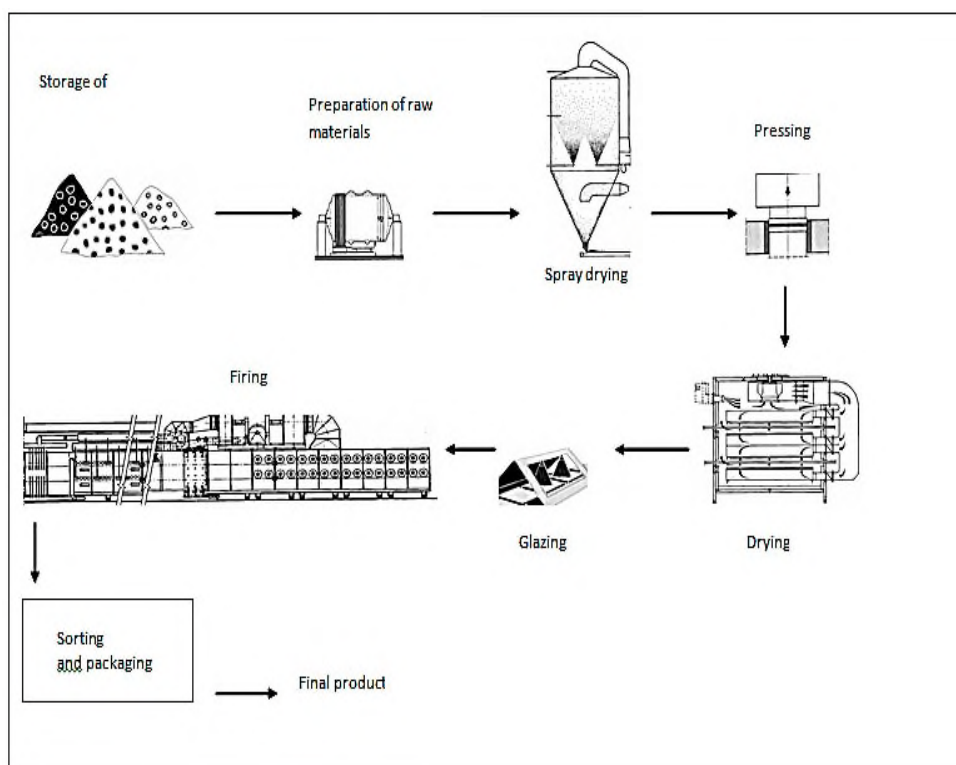 Storage of
Preparation of raw
materials
Spray drying
Pressing
Drying
Glazing
Firing
Sorting
and packaging
Final product